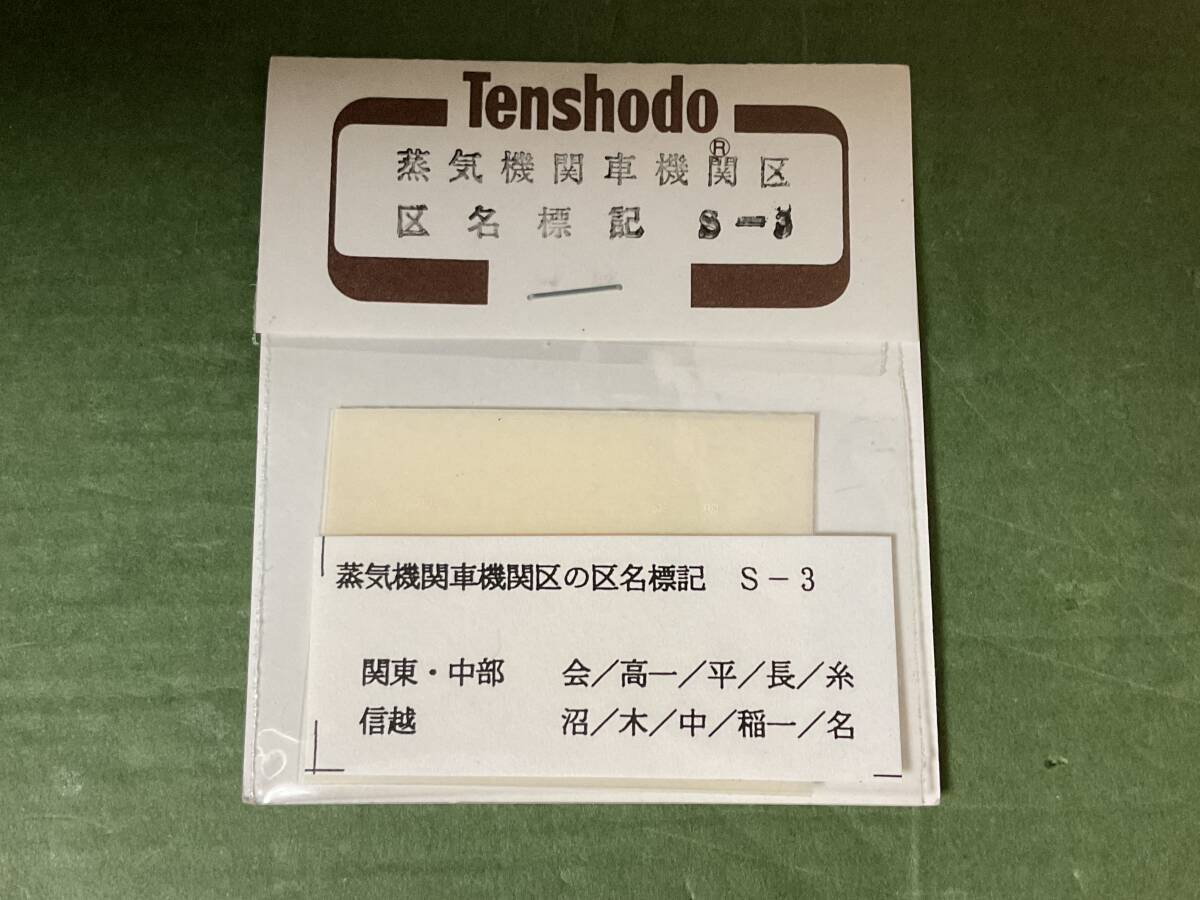 Tenshodo
®
蒸気機関車機関区
区名標記 S-3
蒸気機関車機関区の区名標記 S-3
関東・中部 会/高一/平/長/糸
信越 沼/木/中/稲一/名